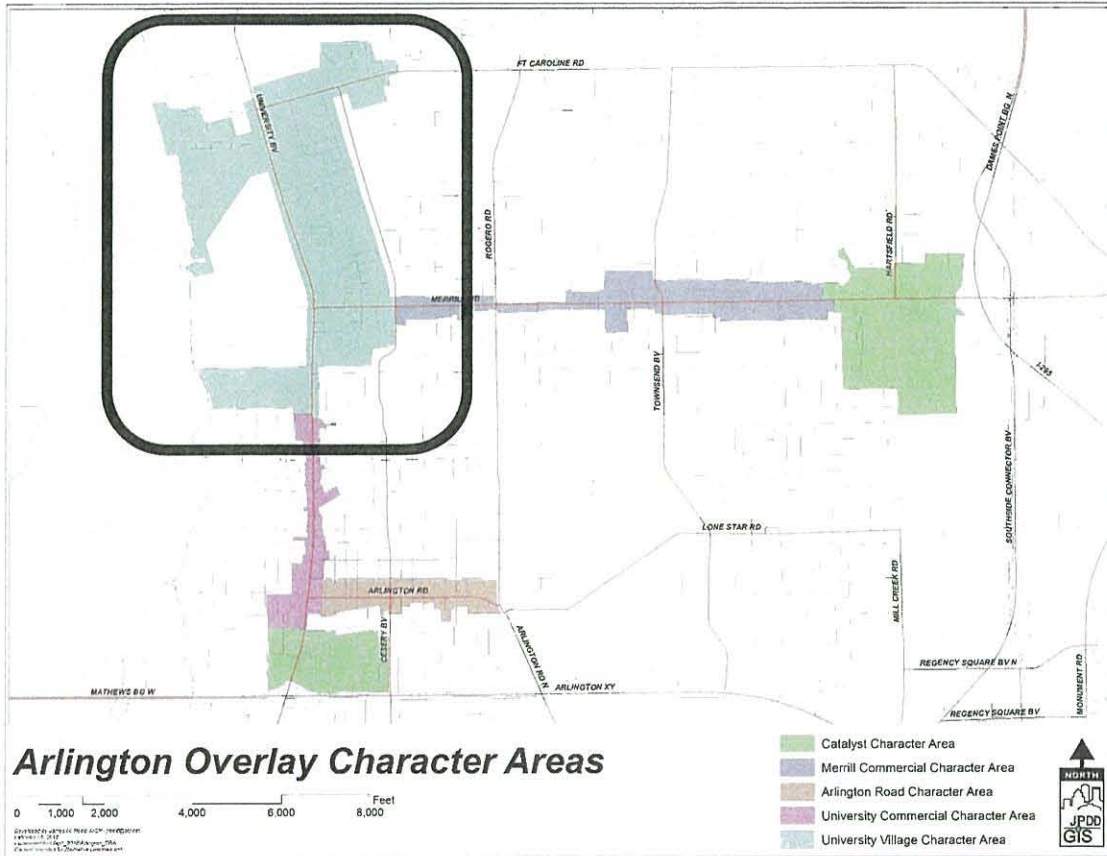 FT CAROLINE RD
UNIVERSITY BV
DAMES POINT BG N
ROGERO RD
HARTSFIELD RD
MERRILL RD
TOWNSEND BV
I-295
SOUTHSIDE CONNECTOR BV
LONE STAR RD
ARLINGTON RD
CESERY BV
MILL CREEK RD
ARLINGTON RD N
REGENCY SQUARE BV N
MONUMENT RD
MATHEWS BG W
ARLINGTON XY
REGENCY SQUARE BV
Arlington Overlay Character Areas
Feet
0 1,000 2,000 4,000 6,000 8,000
Catalyst Character Area
Merrill Commercial Character Area
Arlington Road Character Area
University Commercial Character Area
University Village Character Area
NORTH
JPDD
GIS